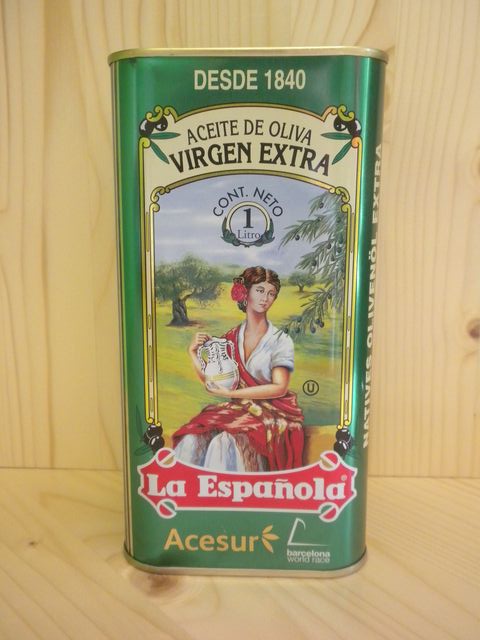 DESDE 1840
ACEITE DE OLIVA
VIRGEN EXTRA
CONT. NETO
1
Litro
U
La Española®
Acesur
barcelona
world race
NATIVES OLIVENÖL EXTRA